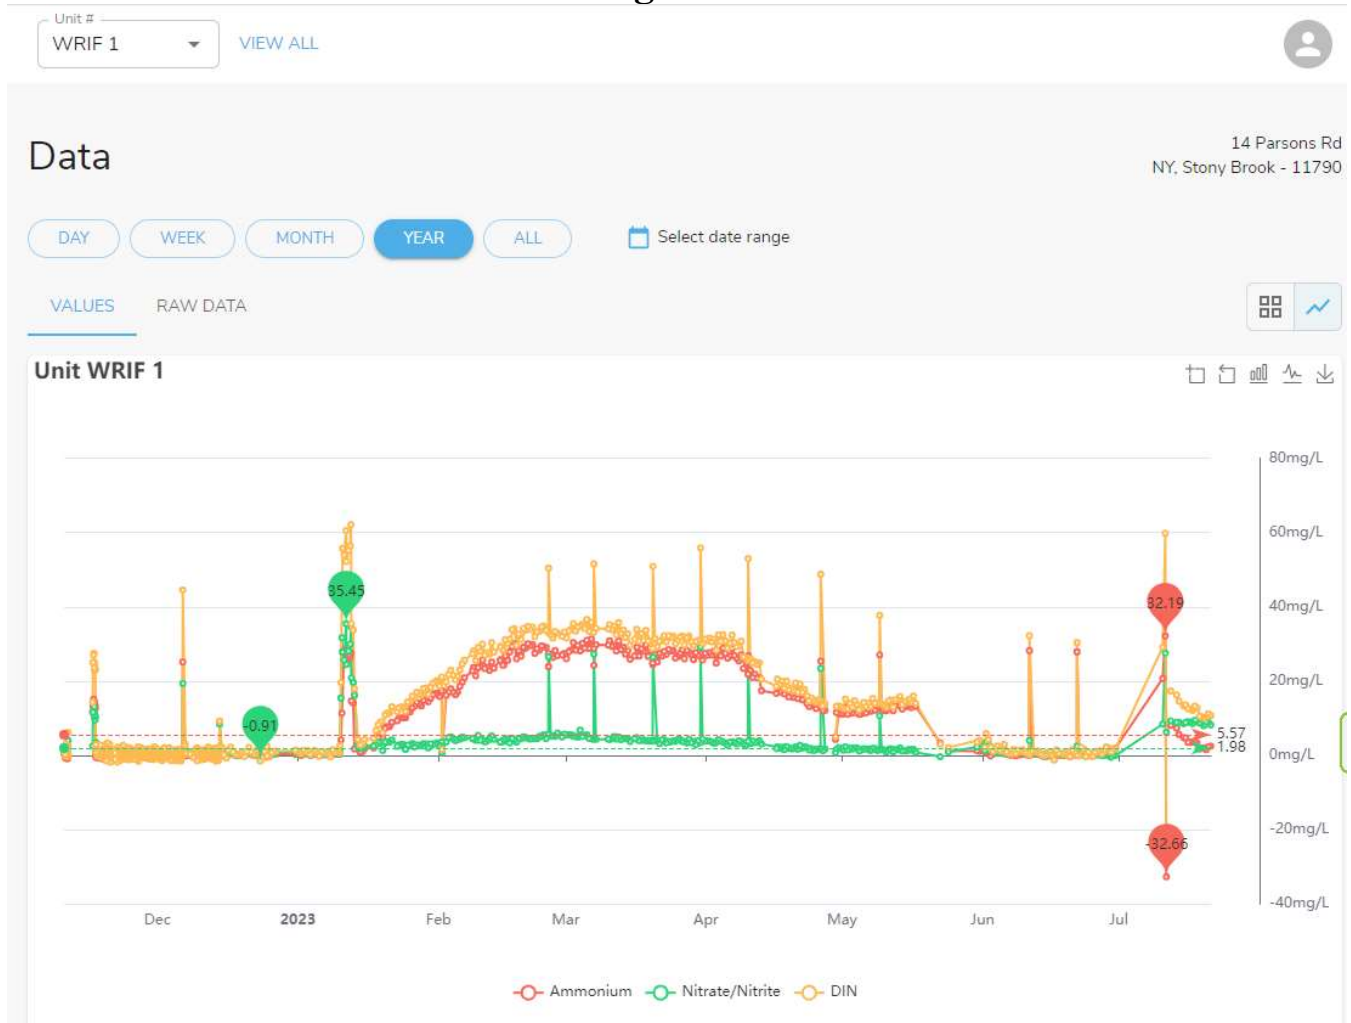 Unit #
WRIF 1
VIEW ALL
Data
14 Parsons Rd
NY, Stony Brook - 11790
DAY WEEK MONTH YEAR ALL Select date range
VALUES RAW DATA
Unit WRIF 1
80mg/L
60mg/L
35.45
32.19
40mg/L
20mg/L
-0.91
5.57
1.98
0mg/L
-20mg/L
-32.66
-40mg/L
Dec 2023 Feb Mar Apr May Jun Jul
Ammonium Nitrate/Nitrite DIN